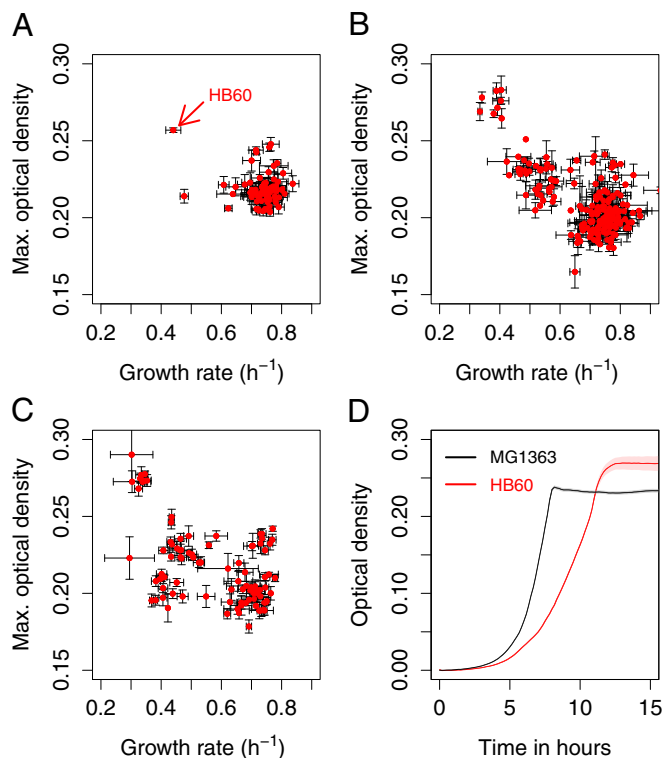 A
HB60
0.30
0.25
0.20
0.15
Max. optical density
0.2 0.4 0.6 0.8
Growth rate (h⁻¹)
B
0.30
0.25
0.20
0.15
Max. optical density
0.2 0.4 0.6 0.8
Growth rate (h⁻¹)
C
0.30
0.25
0.20
0.15
Max. optical density
0.2 0.4 0.6 0.8
Growth rate (h⁻¹)
D
MG1363
HB60
0.30
0.20
0.10
0.00
Optical density
0 5 10 15
Time in hours